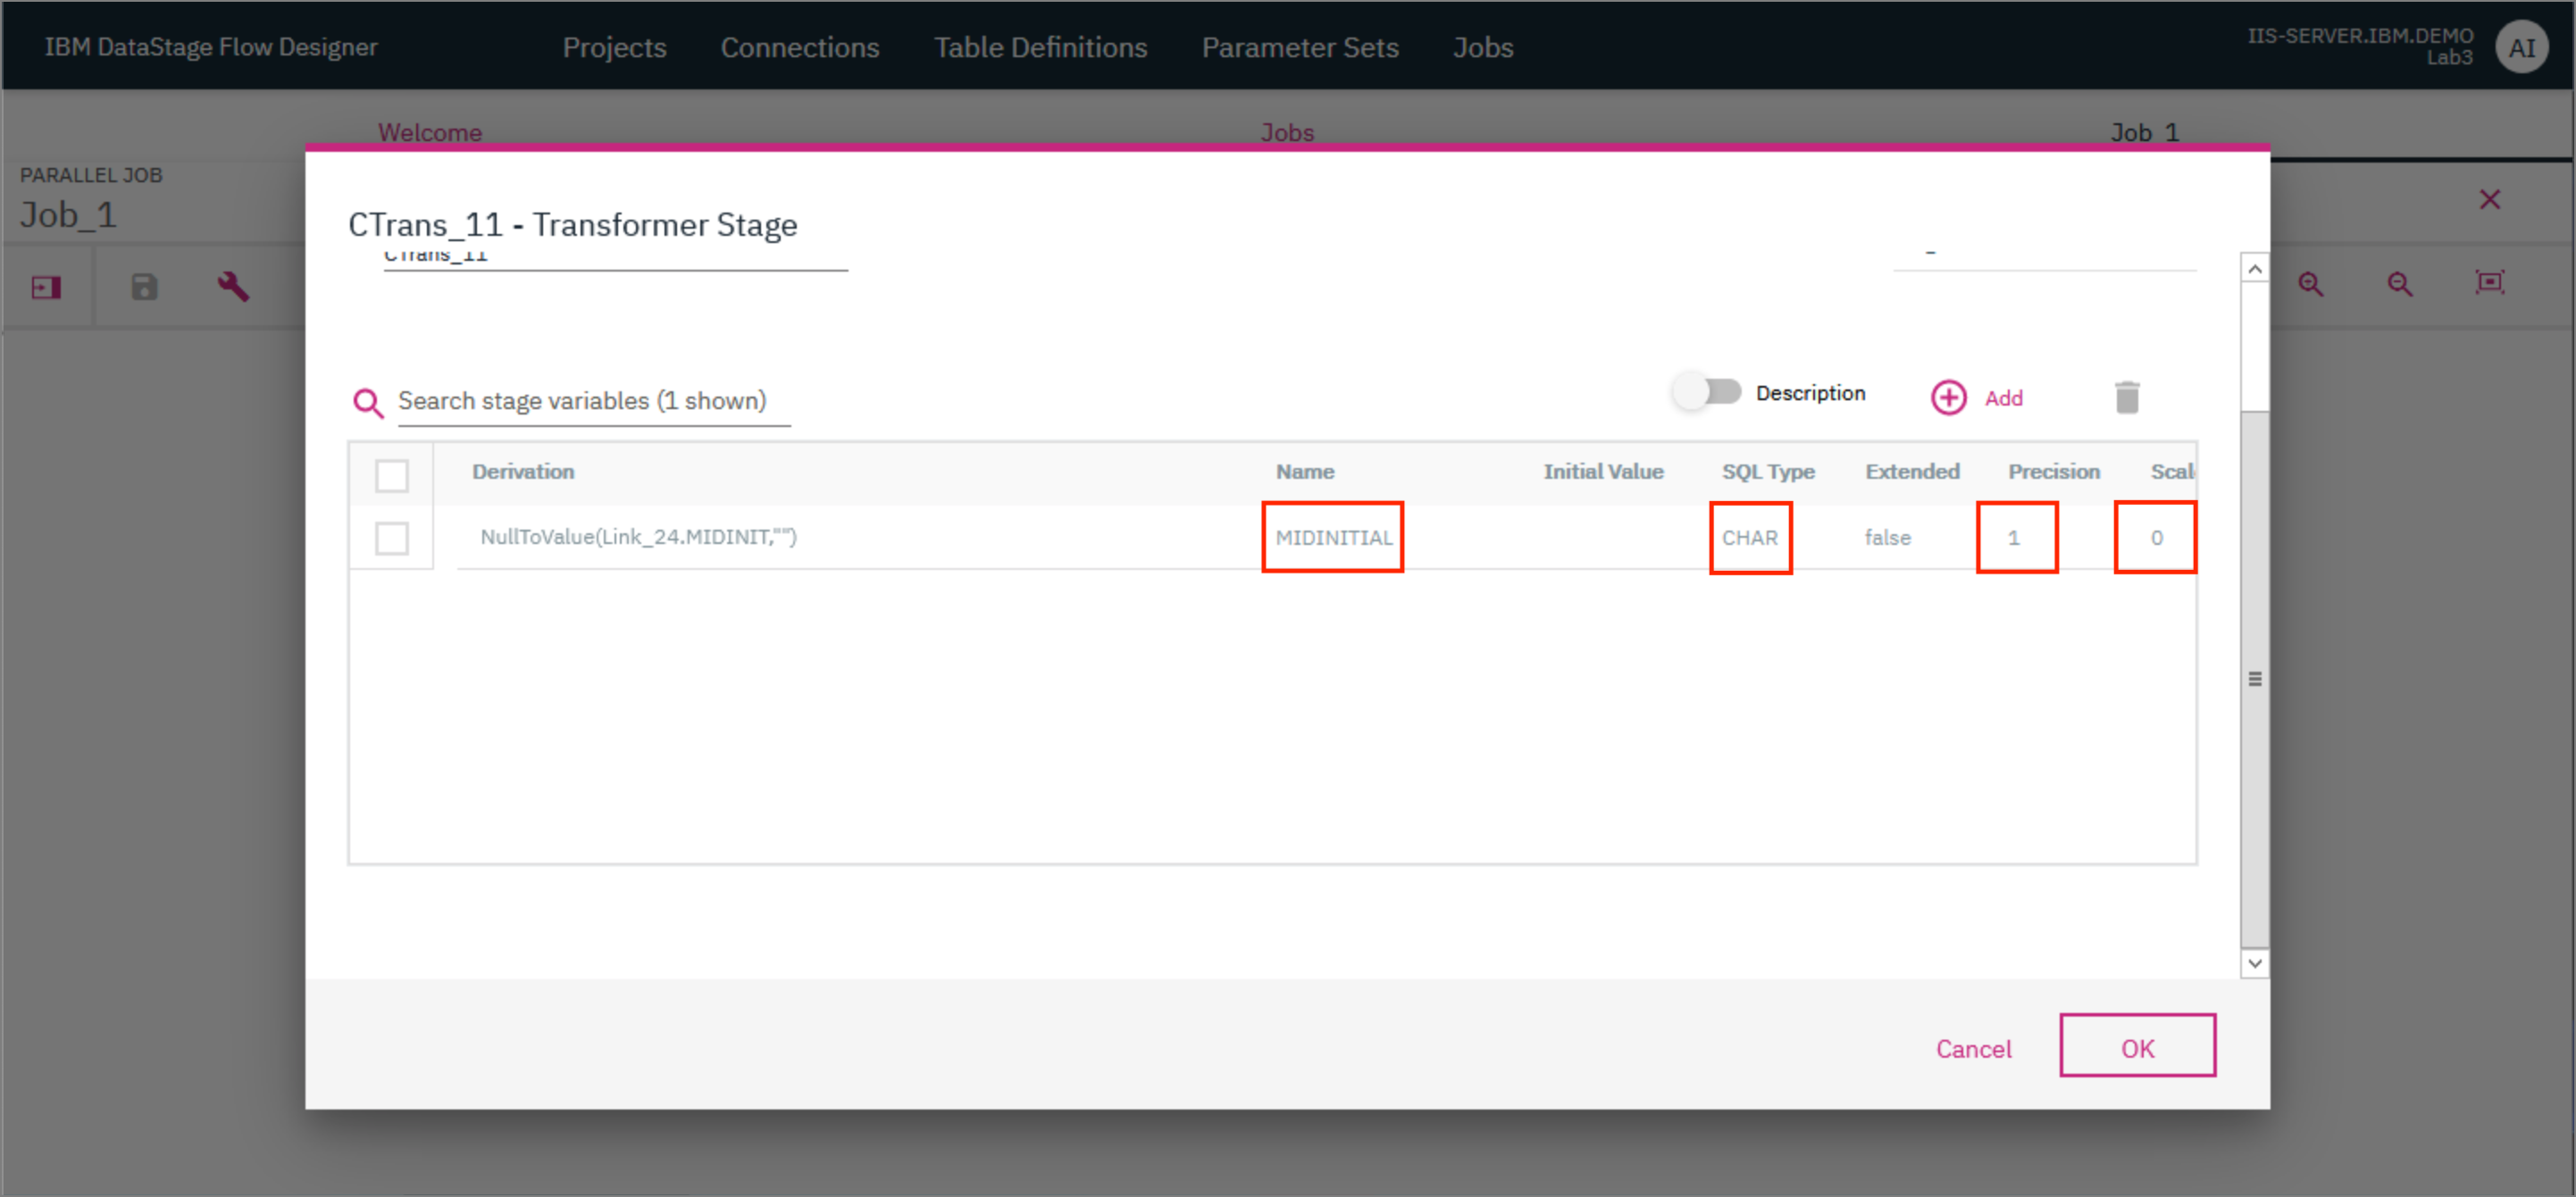 IBM DataStage Flow Designer
Projects
Connections
Table Definitions
Parameter Sets
Jobs
IIS-SERVER.IBM.DEMO
Lab3
AI
Welcome
Jobs
Job_1
PARALLEL JOB
Job_1
CTrans_11 - Transformer Stage
CTrans_11
Search stage variables (1 shown)
Description
Add
Derivation
Name
Initial Value
SQL Type
Extended
Precision
Scal
NullToValue(Link_24.MIDINIT,"")
MIDINITIAL
CHAR
false
1
0
Cancel
OK